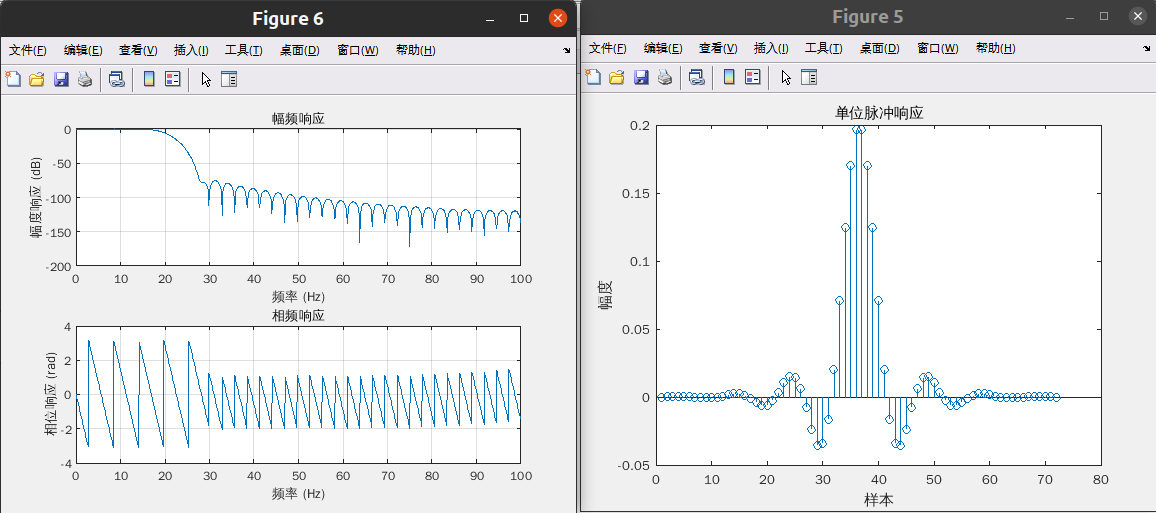 Figure 6
文件(F) 编辑(E) 查看(V) 插入(I) 工具(T) 桌面(D) 窗口(W) 帮助(H)
幅频响应
0
-50
-100
-150
-200
幅度响应 (dB)
0 10 20 30 40 50 60 70 80 90 100
频率 (Hz)
相频响应
4
2
0
-2
-4
相位响应 (rad)
0 10 20 30 40 50 60 70 80 90 100
频率 (Hz)
Figure 5
文件(F) 编辑(E) 查看(V) 插入(I) 工具(T) 桌面(D) 窗口(W) 帮助(H)
单位脉冲响应
0.2
0.15
0.1
0.05
0
-0.05
幅度
0 10 20 30 40 50 60 70 80
样本